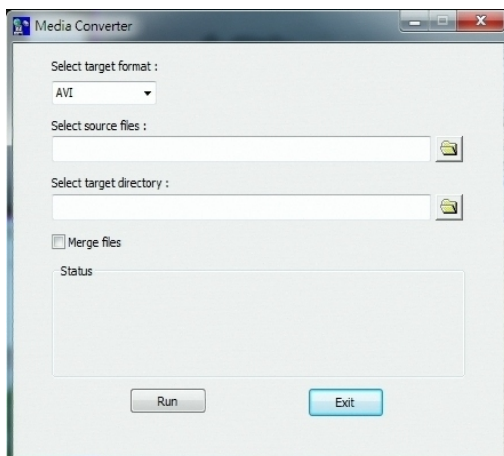 Media Converter
Select target format :
AVI
Select source files :
Select target directory :
Merge files
Status
Run
Exit